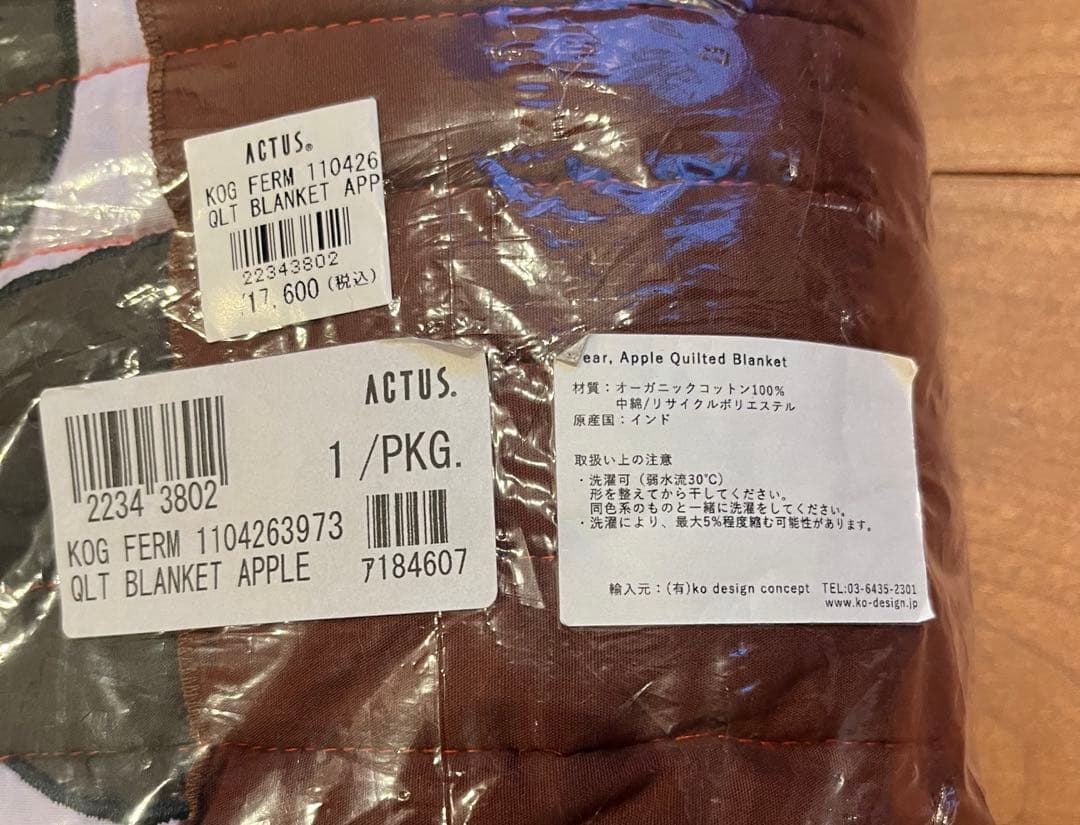 ACTUS®
KOG FERM 110426
QLT BLANKET APP
22343802
¥17,600(税込)
ACTUS.
1/PKG.
2234 3802
KOG FERM 1104263973
QLT BLANKET APPLE
ｱ184607
ear, Apple Quilted Blanket
材質：オーガニックコットン100%
中綿/リサイクルポリエステル
原産国：インド
取扱い上の注意
・洗濯可（弱水流30℃）
形を整えてから干してください。
同色系のものと一緒に洗濯をしてください。
・洗濯により、最大5%程度縮む可能性があります。
輸入元：(有)ko design concept TEL:03-6435-2301
www.ko-design.jp